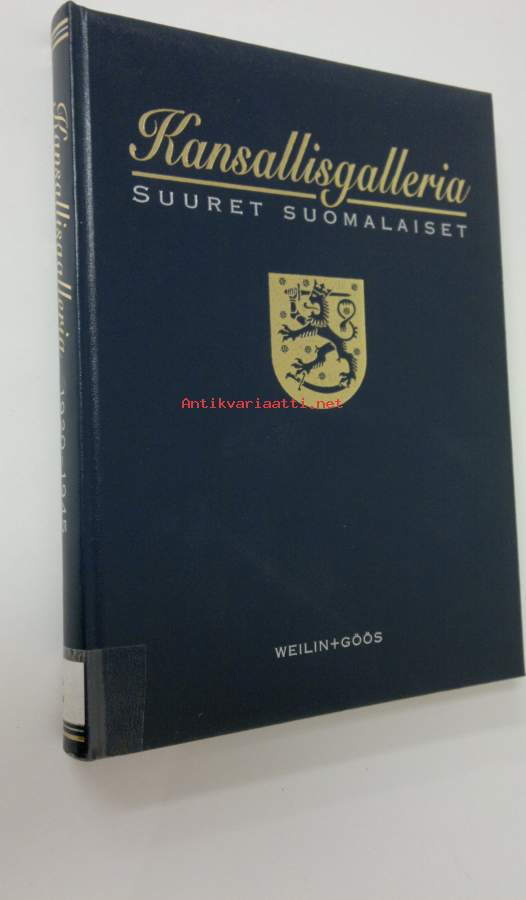 Kansallisgalleria
SUURET SUOMALAISET
Antikvariaatti.net
WEILIN+GÖÖS
Kansallisgalleria